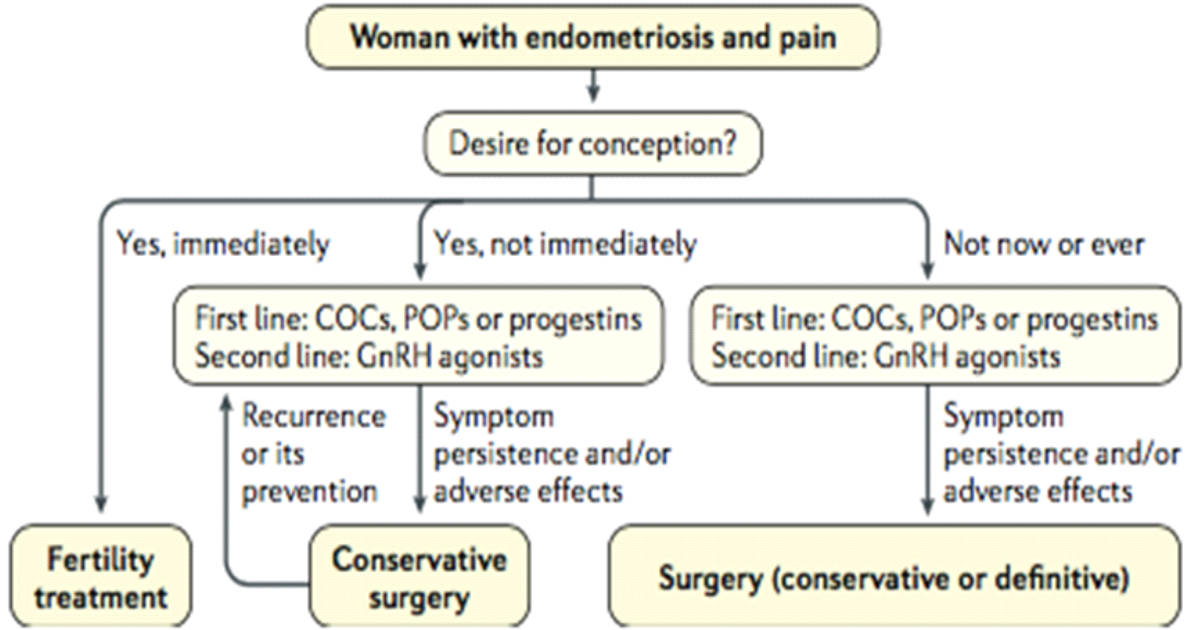 Woman with endometriosis and pain
Desire for conception?
Yes, immediately
Yes, not immediately
Not now or ever
First line: COCs, POPs or progestins
Second line: GnRH agonists
First line: COCs, POPs or progestins
Second line: GnRH agonists
Recurrence
or its
prevention
Symptom
persistence and/or
adverse effects
Symptom
persistence and/or
adverse effects
Fertility
treatment
Conservative
surgery
Surgery (conservative or definitive)